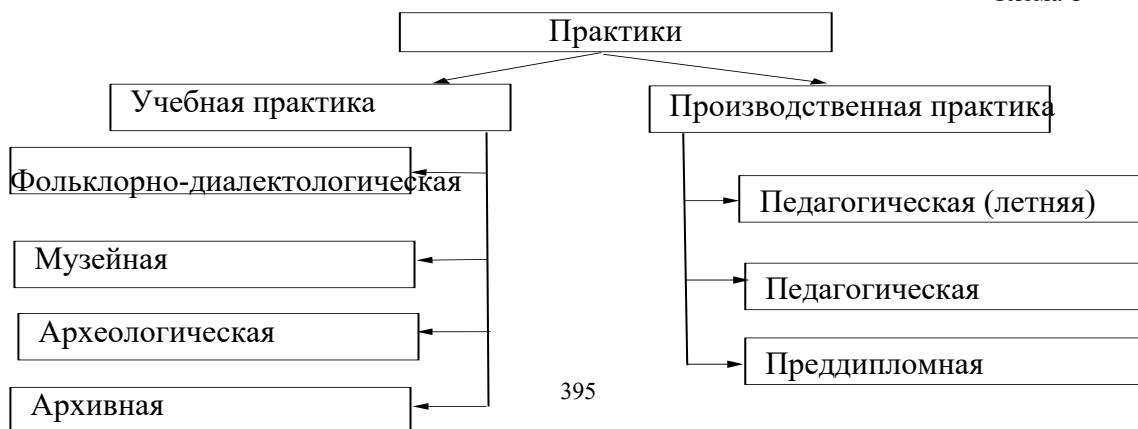 Практики
Учебная практика
Производственная практика
Фольклорно-диалектологическая
Музейная
Археологическая
Архивная
Педагогическая (летняя)
Педагогическая
Преддипломная
395